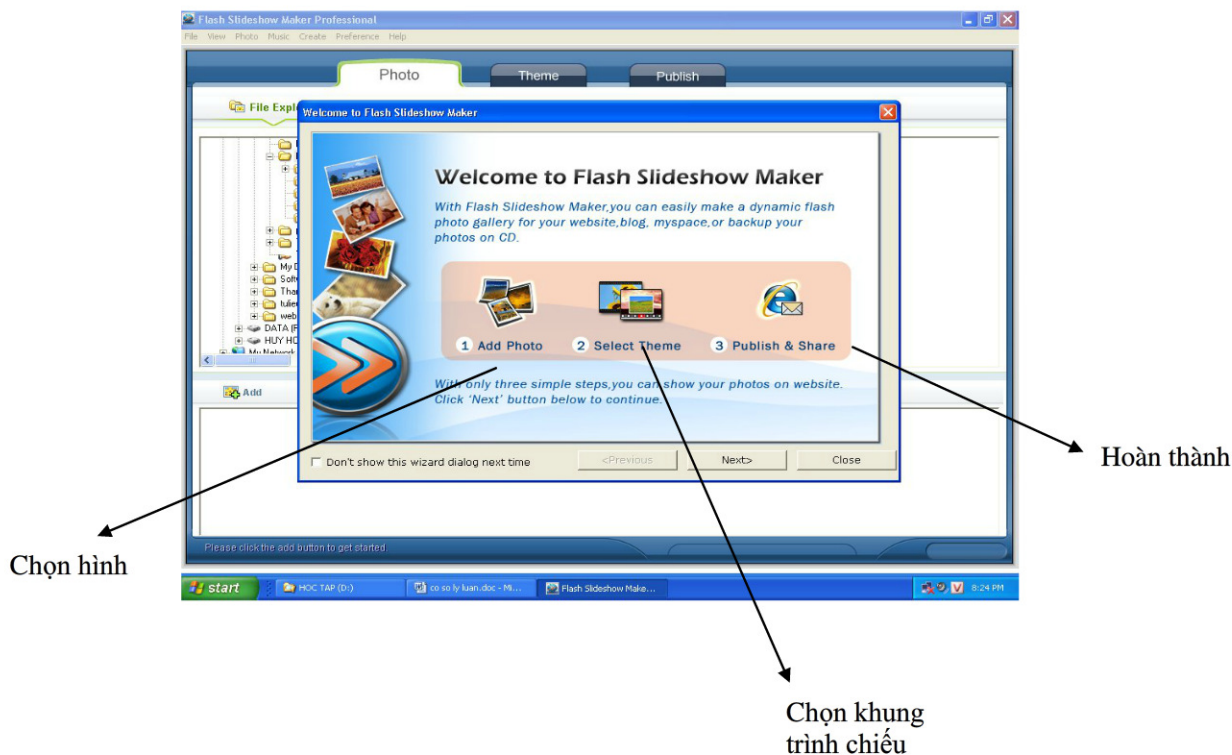 Flash Slideshow Maker Professional
File View Photo Music Create Preference Help
Photo
Theme
Publish
File Expl
Welcome to Flash Slideshow Maker
Welcome to Flash Slideshow Maker
With Flash Slideshow Maker,you can easily make a dynamic flash
photo gallery for your website,blog, myspace,or backup your
photos on CD.
1 Add Photo
2 Select Theme
3 Publish & Share
With only three simple steps,you can show your photos on website.
Click 'Next' button below to continue.
My D
Soft
Tha
tulie
web
DATA (F
HUY HO
My Network
Add
Don't show this wizard dialog next time
<Previous
Next>
Close
Hoàn thành
Chọn hình
Please click the add button to get started.
start
HOC TAP (D:)
co so ly luan.doc - Mi...
Flash Slideshow Make...
V
8:24 PM
Chọn khung
trình chiếu